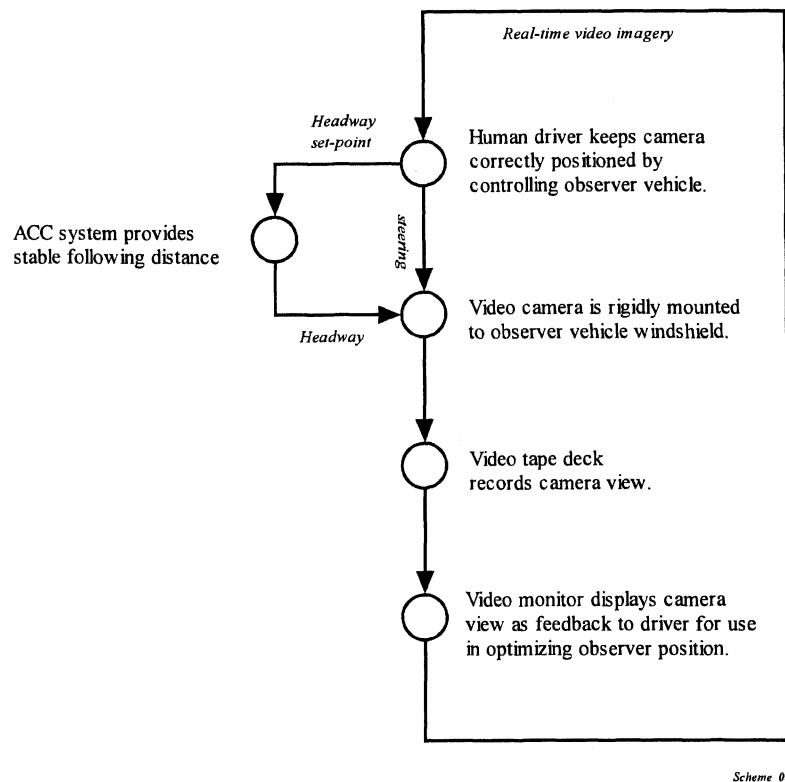 Real-time video imagery
Headway
set-point
Human driver keeps camera
correctly positioned by
controlling observer vehicle.
ACC system provides
stable following distance
steering
Video camera is rigidly mounted
to observer vehicle windshield.
Headway
Video tape deck
records camera view.
Video monitor displays camera
view as feedback to driver for use
in optimizing observer position.
Scheme 0